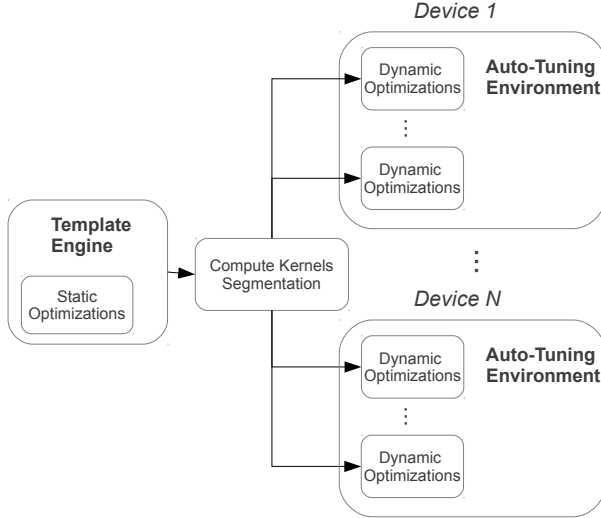 Device 1
Dynamic
Optimizations
Auto-Tuning
Environment
⋮
Dynamic
Optimizations
Template
Engine
Static
Optimizations
Compute Kernels
Segmentation
⋮
Device N
Dynamic
Optimizations
Auto-Tuning
Environment
⋮
Dynamic
Optimizations